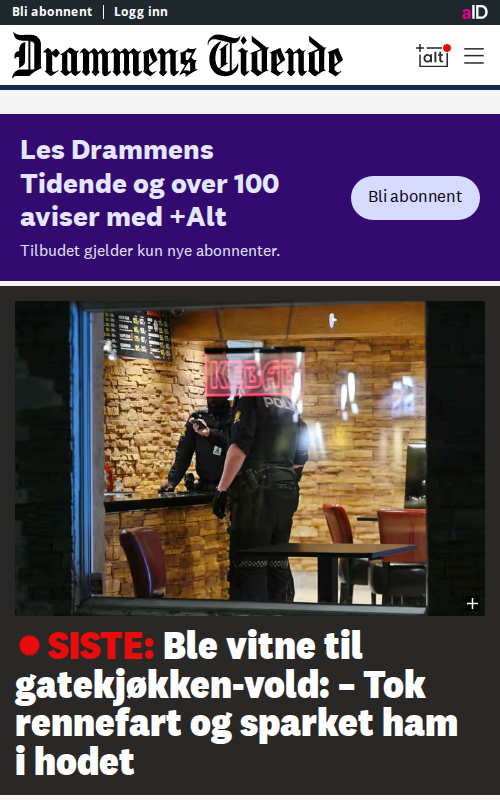 Bli abonnent
Logg inn
aID
Drammens Tidende
+alt
Les Drammens
Tidende og over 100
aviser med +Alt
Bli abonnent
Tilbudet gjelder kun nye abonnenter.
KEBAB
POLITI
SISTE: Ble vitne til
gatekjøkken-vold: – Tok
rennefart og sparket ham
i hodet